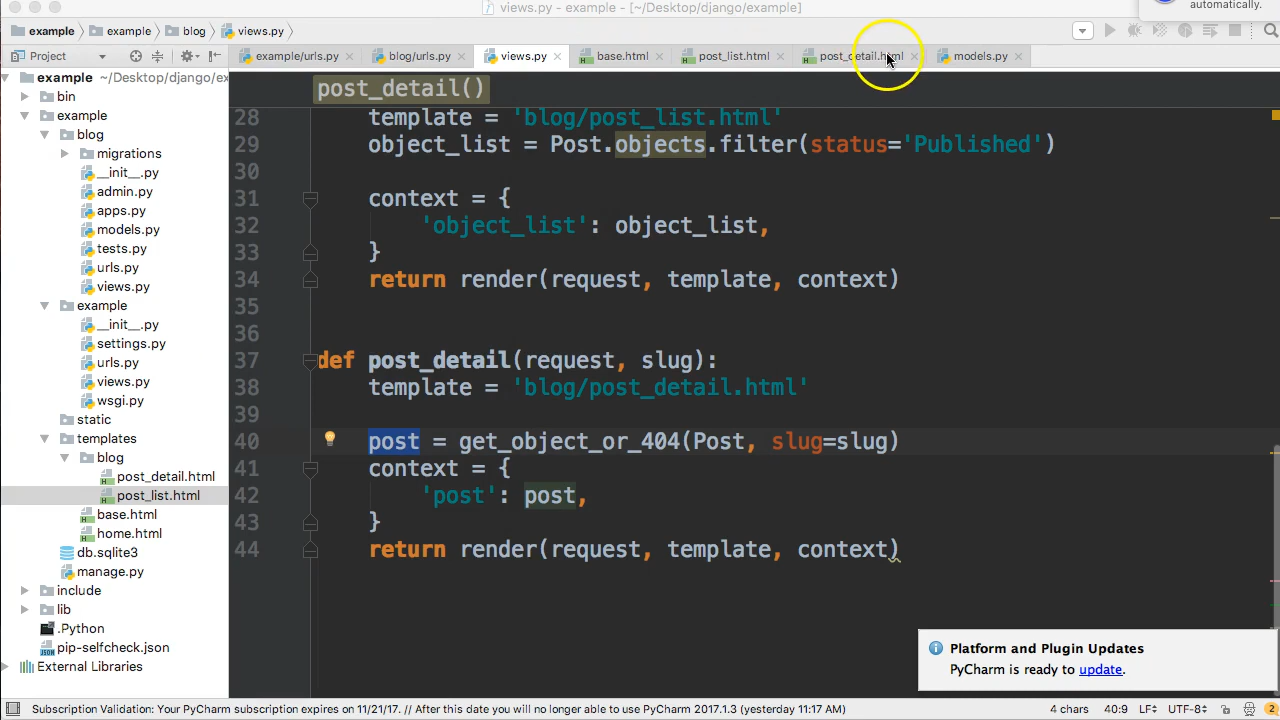 views.py - example - [~/Desktop/django/example]
automatically.
example example blog views.py
Project
example/urls.py blog/urls.py views.py base.html post_list.html post_detail.html models.py
example ~/Desktop/django/ex
bin
example
blog
migrations
__init__.py
admin.py
apps.py
models.py
tests.py
urls.py
views.py
example
__init__.py
settings.py
urls.py
views.py
wsgi.py
static
templates
blog
post_detail.html
post_list.html
base.html
home.html
db.sqlite3
manage.py
include
lib
.Python
pip-selfcheck.json
External Libraries
post_detail()
28 template = 'blog/post_list.html'
29 object_list = Post.objects.filter(status='Published')
30
31 context = {
32 'object_list': object_list,
33 }
34 return render(request, template, context)
35
36
37 def post_detail(request, slug):
38 template = 'blog/post_detail.html'
39
40 post = get_object_or_404(Post, slug=slug)
41 context = {
42 'post': post,
43 }
44 return render(request, template, context)
Platform and Plugin Updates
PyCharm is ready to update.
Subscription Validation: Your PyCharm subscription expires on 11/21/17. // After this date you will no longer able to use PyCharm 2017.1.3 (yesterday 11:17 AM) 4 chars 40:9 LF UTF-8 2